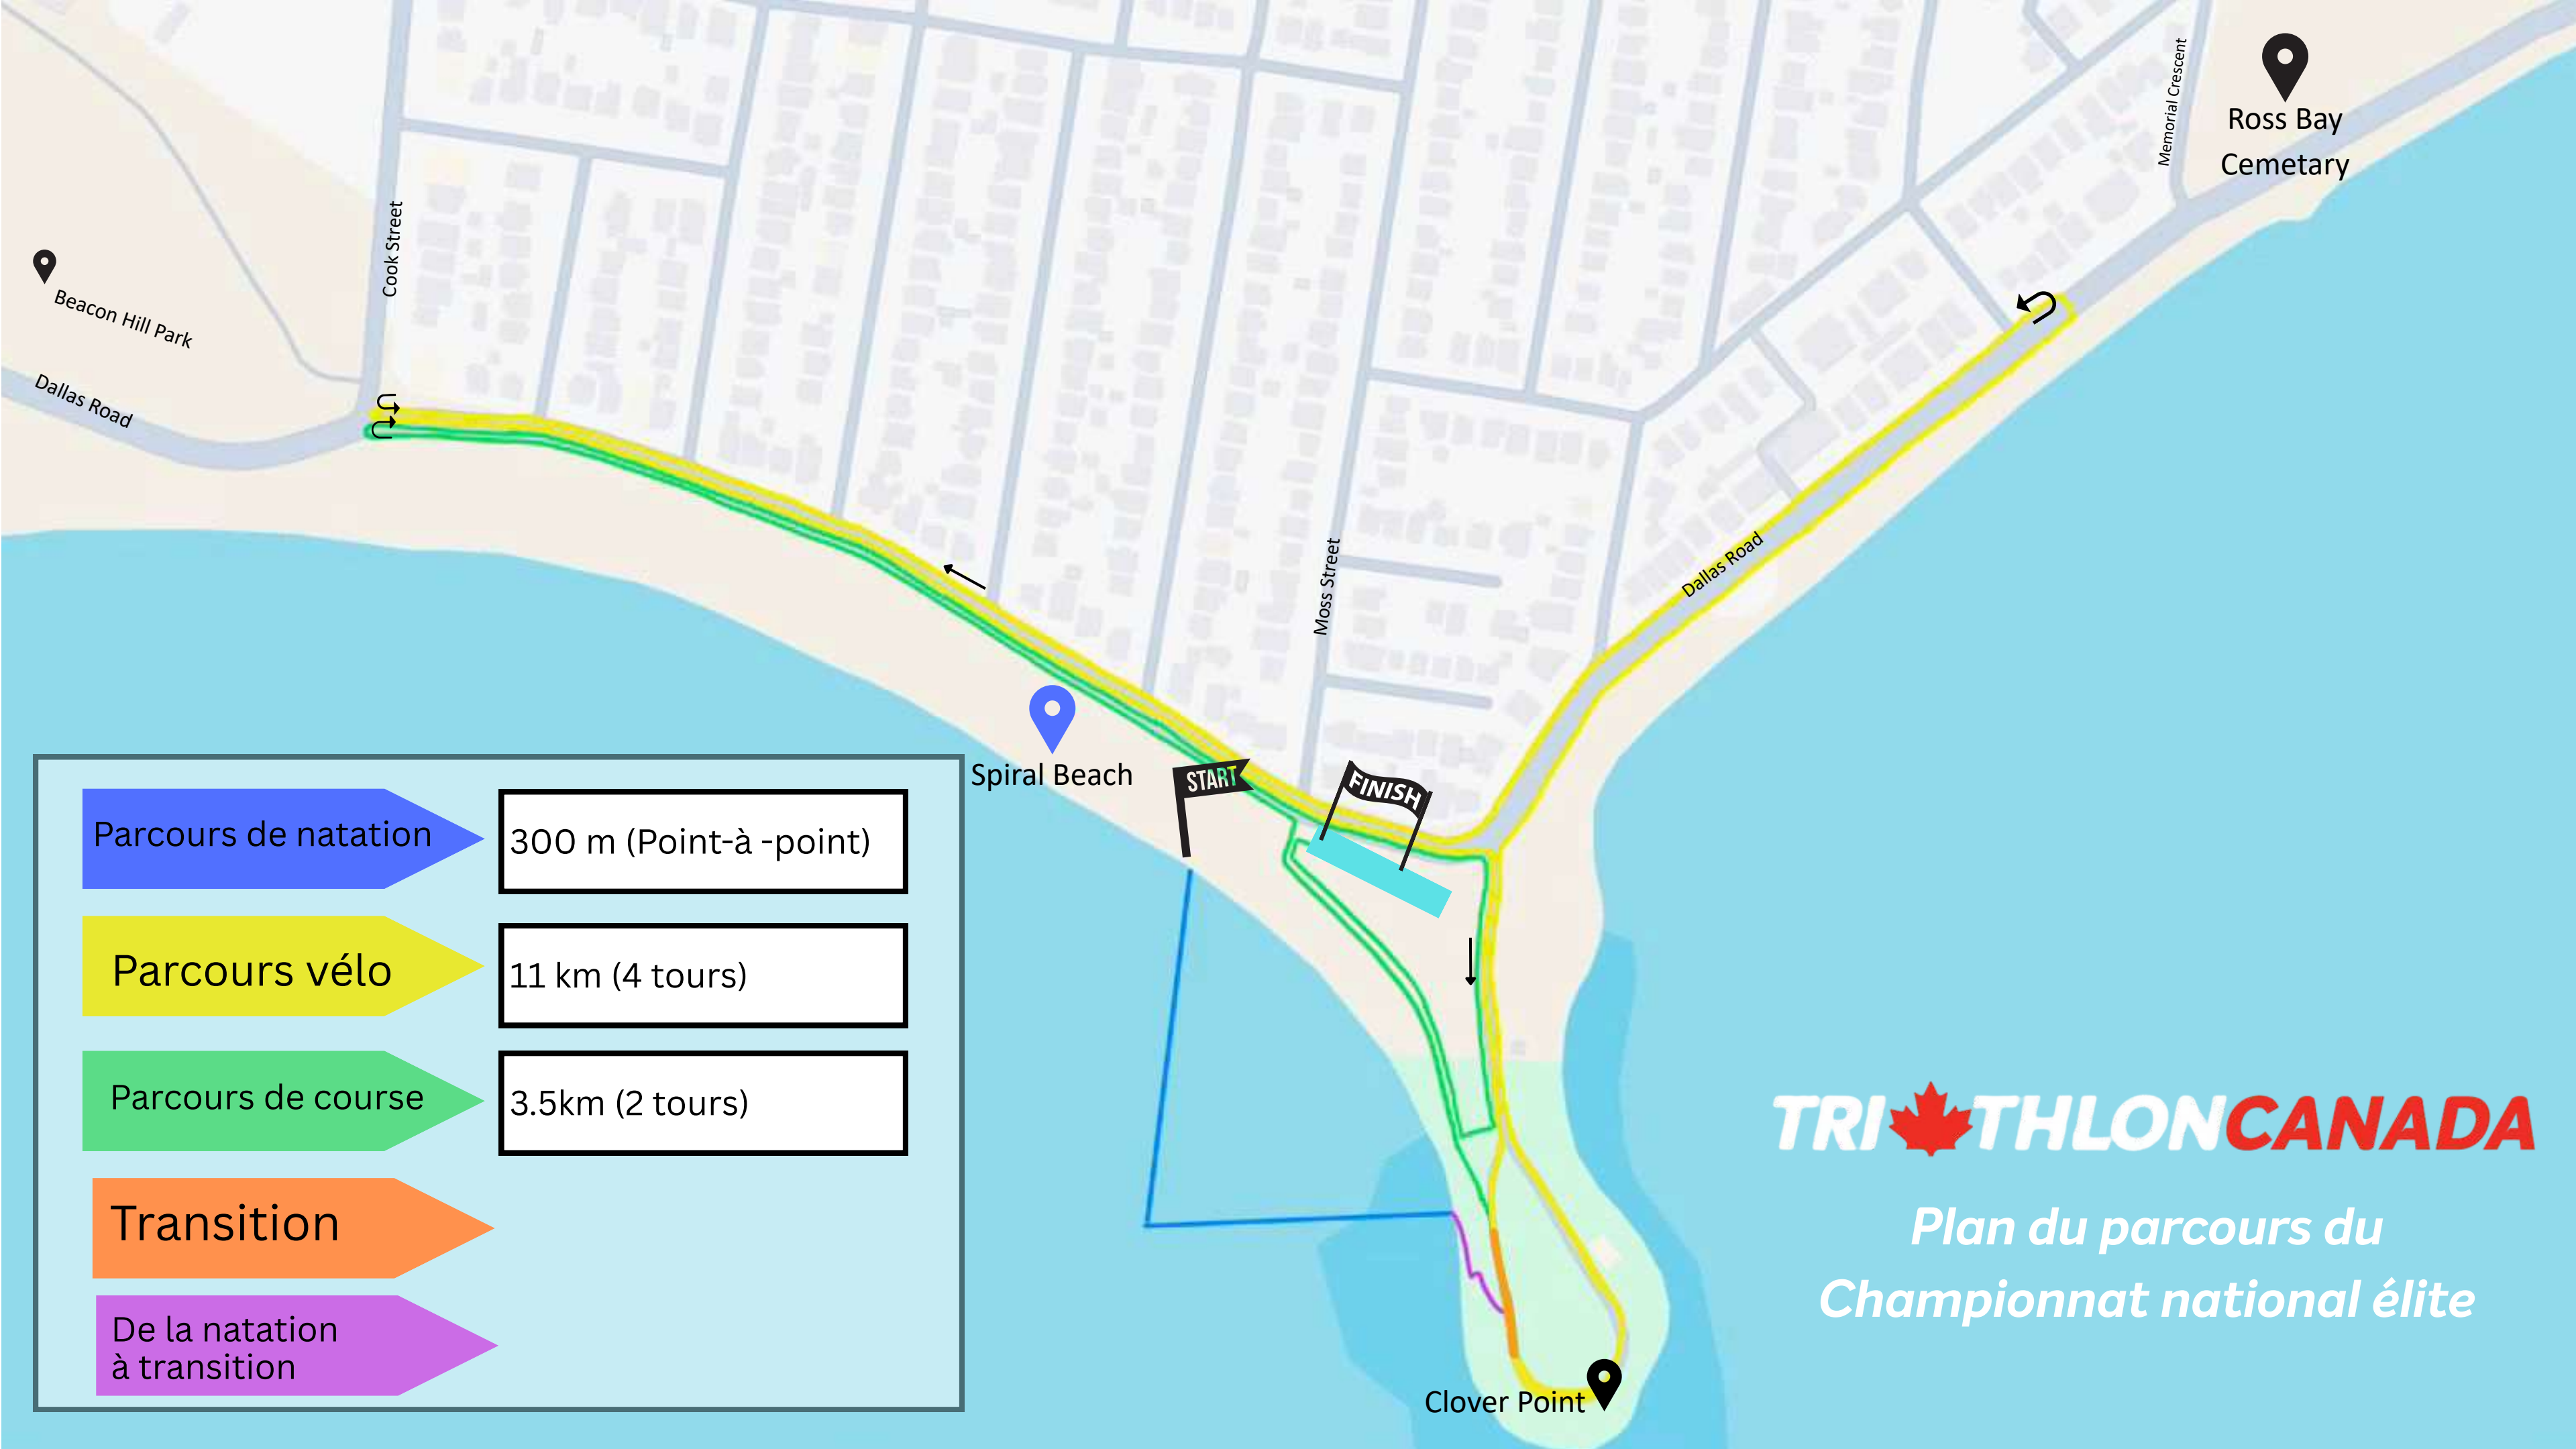 Memorial Crescent
Ross Bay
Cemetary
Cook Street
Beacon Hill Park
Dallas Road
Dallas Road
Moss Street
Spiral Beach
START
FINISH
Parcours de natation
300 m (Point-à -point)
Parcours vélo
11 km (4 tours)
Parcours de course
3.5km (2 tours)
Transition
De la natation
à transition
TRI THLONCANADA
Plan du parcours du
Championnat national élite
Clover Point